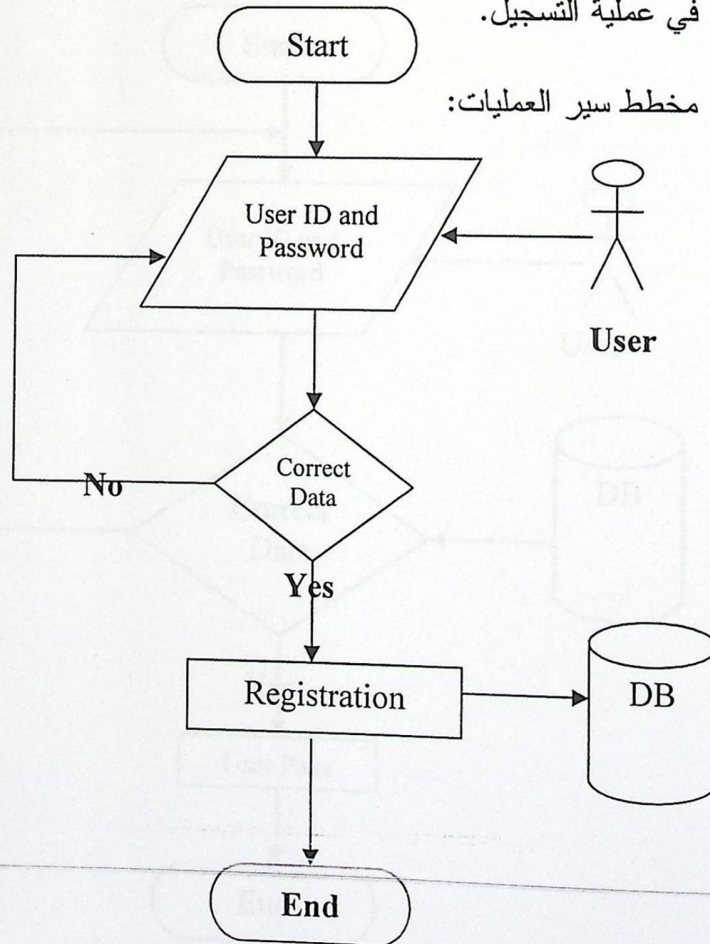 في عملية التسجيل.
مخطط سير العمليات:
Start
User ID and
Password
User
Correct
Data
No
Yes
Registration
DB
End